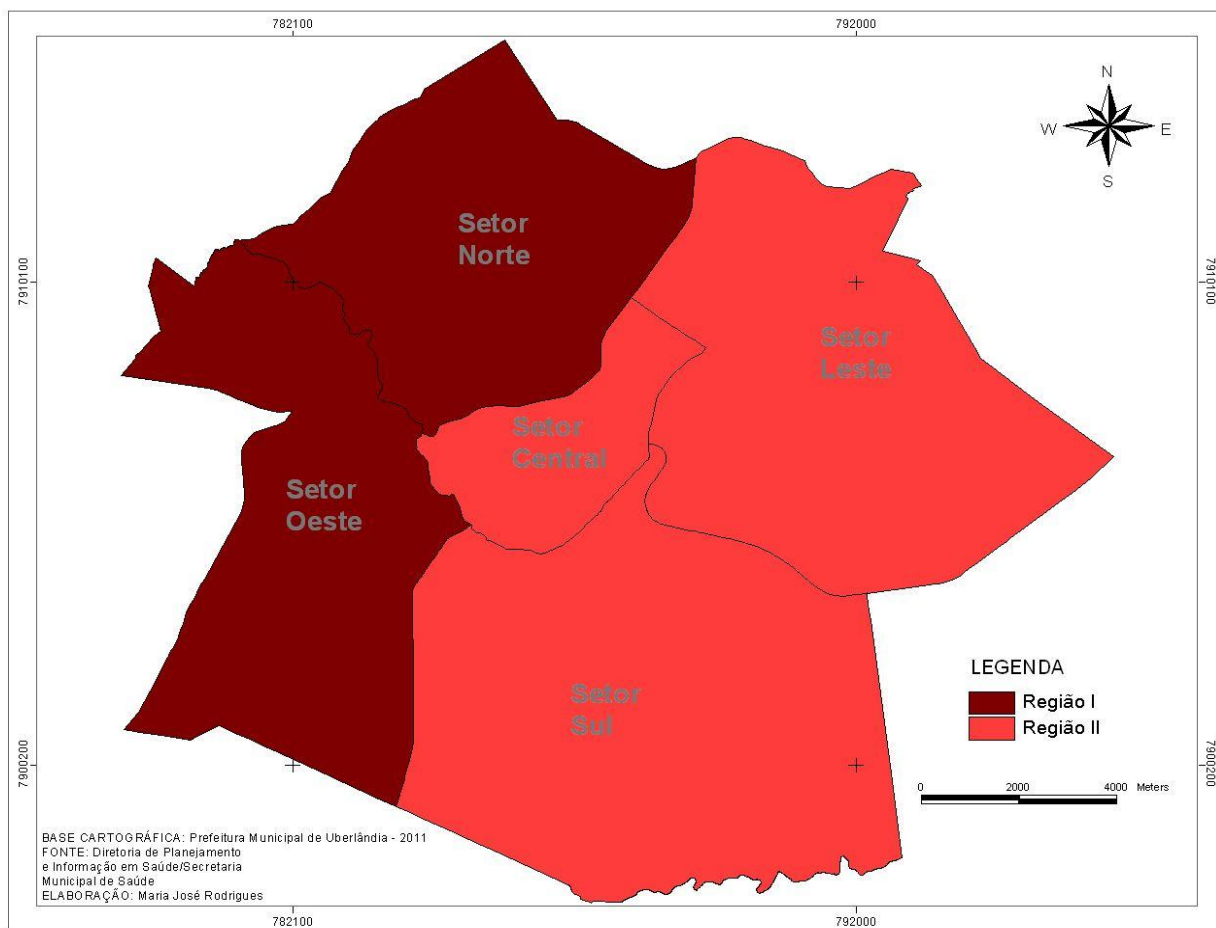 782100
792000
N
W
E
S
Setor
Norte
7910100
7910100
Setor
Leste
Setor
Central
Setor
Oeste
LEGENDA
Região I
Região II
Setor
Sul
7900200
7900200
0
2000
4000
Meters
BASE CARTOGRÁFICA: Prefeitura Municipal de Uberlândia - 2011
FONTE: Diretoria de Planejamento
e Informação em Saúde/Secretaria
Municipal de Saúde
ELABORAÇÃO: Maria José Rodrigues
782100
792000